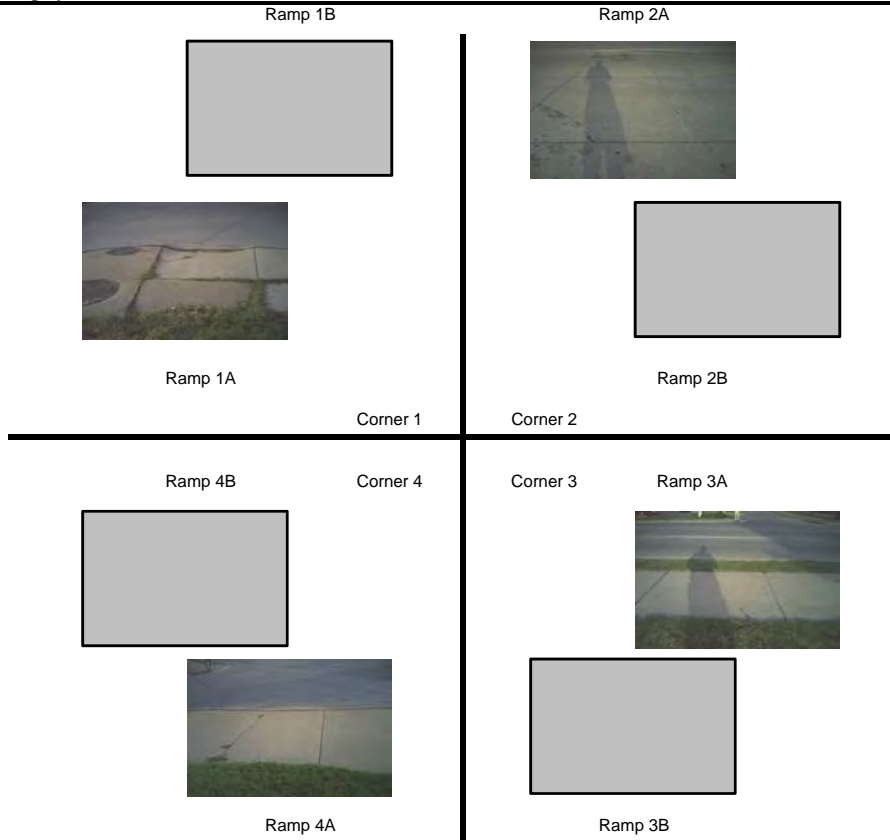 Ramp 1B
Ramp 2A
Ramp 1A
Ramp 2B
Corner 1
Corner 2
Ramp 4B
Corner 4
Corner 3
Ramp 3A
Ramp 4A
Ramp 3B